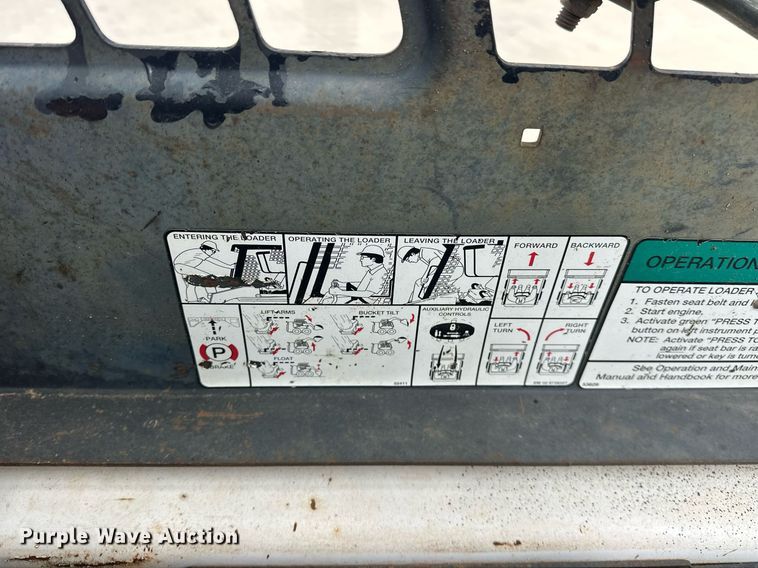 ENTERING THE LOADER
OPERATING THE LOADER
LEAVING THE LOADER
FORWARD
BACKWARD
LIFT ARMS
BUCKET TILT
AUXILIARY HYDRAULIC
CONTROLS
PARK
P
BRAKE
FLOAT
LEFT
TURN
RIGHT
TURN
OPERATION
TO OPERATE LOADER
1. Fasten seat belt and
2. Start engine.
3. Activate green "PRESS TO
button on left instrument
NOTE: Activate "PRESS TO
again if seat bar is
lowered or key is
See Operation and
Manual and Handbook for more
Purple Wave Auction